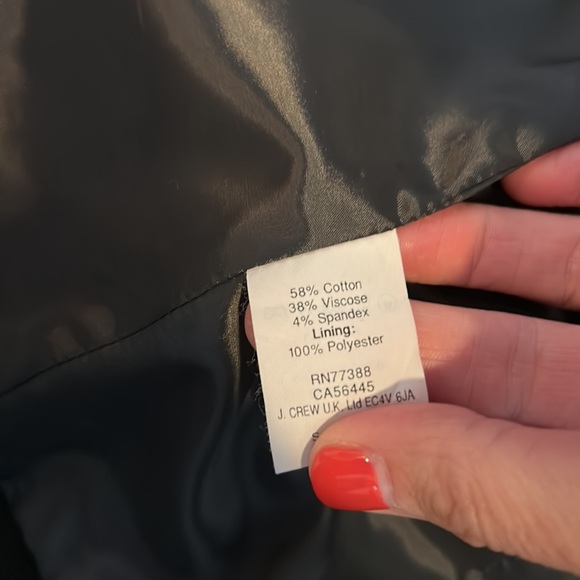 58% Cotton
38% Viscose
4% Spandex
Lining:
100% Polyester
RN77388
CA56445
J. CREW U.K. Ltd EC4V 6JA